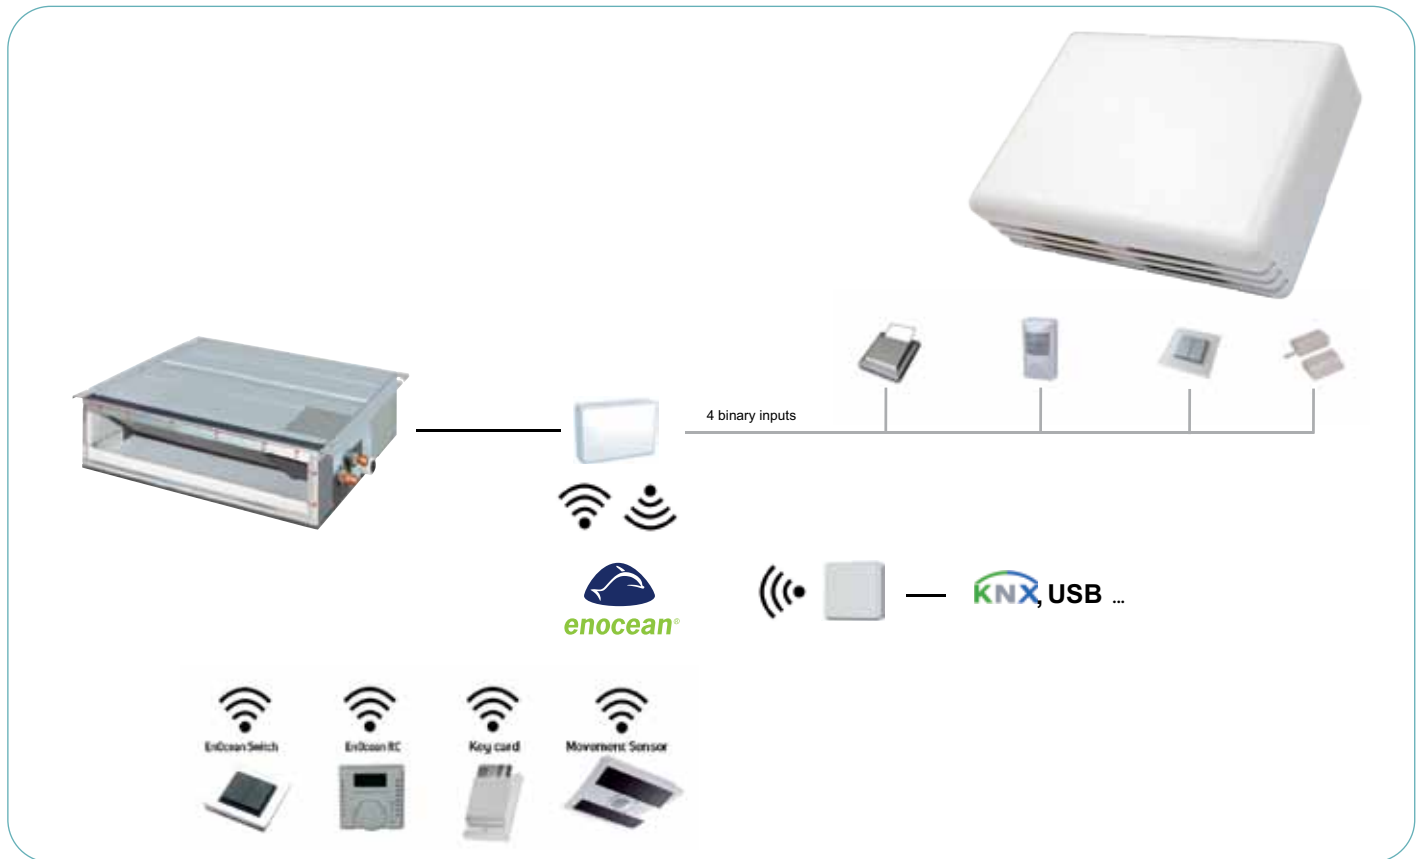 4 binary inputs
enocean®
KNX, USB ...
EnOcean Switch
EnOcean RC
Key card
Movement Sensor